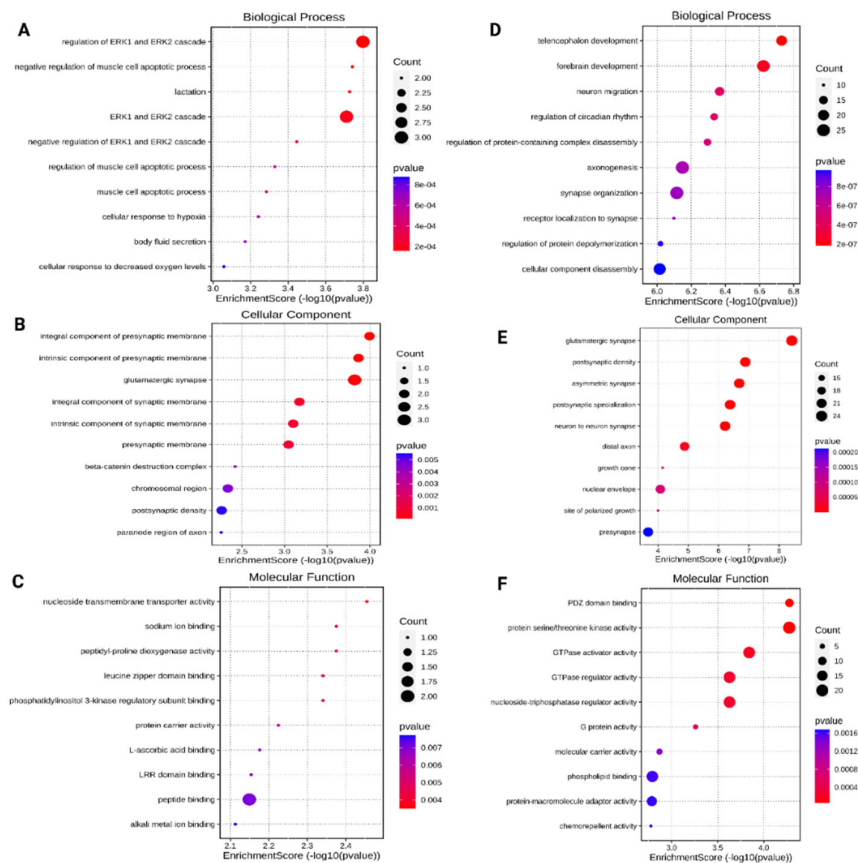 A
Biological Process
regulation of ERK1 and ERK2 cascade
negative regulation of muscle cell apoptotic process
lactation
ERK1 and ERK2 cascade
negative regulation of ERK1 and ERK2 cascade
regulation of muscle cell apoptotic process
muscle cell apoptotic process
cellular response to hypoxia
body fluid secretion
cellular response to decreased oxygen levels
3.0 3.2 3.4 3.6 3.8
EnrichmentScore (-log10(pvalue))
Count
2.00
2.25
2.50
2.75
3.00
pvalue
8e-04
6e-04
4e-04
2e-04
D
Biological Process
telencephalon development
forebrain development
neuron migration
regulation of circadian rhythm
regulation of protein-containing complex disassembly
axonogenesis
synapse organization
receptor localization to synapse
regulation of protein depolymerization
cellular component disassembly
6.0 6.2 6.4 6.6 6.8
EnrichmentScore (-log10(pvalue))
Count
10
15
20
25
pvalue
8e-07
6e-07
4e-07
2e-07
B
Cellular Component
integral component of presynaptic membrane
intrinsic component of presynaptic membrane
glutamatergic synapse
integral component of synaptic membrane
intrinsic component of synaptic membrane
presynaptic membrane
beta-catenin destruction complex
chromosomal region
postsynaptic density
paranode region of axon
2.5 3.0 3.5 4.0
EnrichmentScore (-log10(pvalue))
Count
1.0
1.5
2.0
2.5
3.0
pvalue
0.005
0.004
0.003
0.002
0.001
E
Cellular Component
glutamatergic synapse
postsynaptic density
asymmetric synapse
postsynaptic specialization
neuron to neuron synapse
distal axon
growth cone
nuclear envelope
site of polarized growth
presynapse
4 5 6 7 8
EnrichmentScore (-log10(pvalue))
Count
15
18
21
24
pvalue
0.00020
0.00015
0.00010
0.00005
C
Molecular Function
nucleoside transmembrane transporter activity
sodium ion binding
peptidyl-proline dioxygenase activity
leucine zipper domain binding
phosphatidylinositol 3-kinase regulatory subunit binding
protein carrier activity
L-ascorbic acid binding
LRR domain binding
peptide binding
alkali metal ion binding
2.1 2.2 2.3 2.4
EnrichmentScore (-log10(pvalue))
Count
1.00
1.25
1.50
1.75
2.00
pvalue
0.007
0.006
0.005
0.004
F
Molecular Function
PDZ domain binding
protein serine/threonine kinase activity
GTPase activator activity
GTPase regulator activity
nucleoside-triphosphatase regulator activity
G protein activity
molecular carrier activity
phospholipid binding
protein-macromolecule adaptor activity
chemorepellent activity
3.0 3.5 4.0
EnrichmentScore (-log10(pvalue))
Count
5
10
15
20
pvalue
0.0016
0.0012
0.0008
0.0004